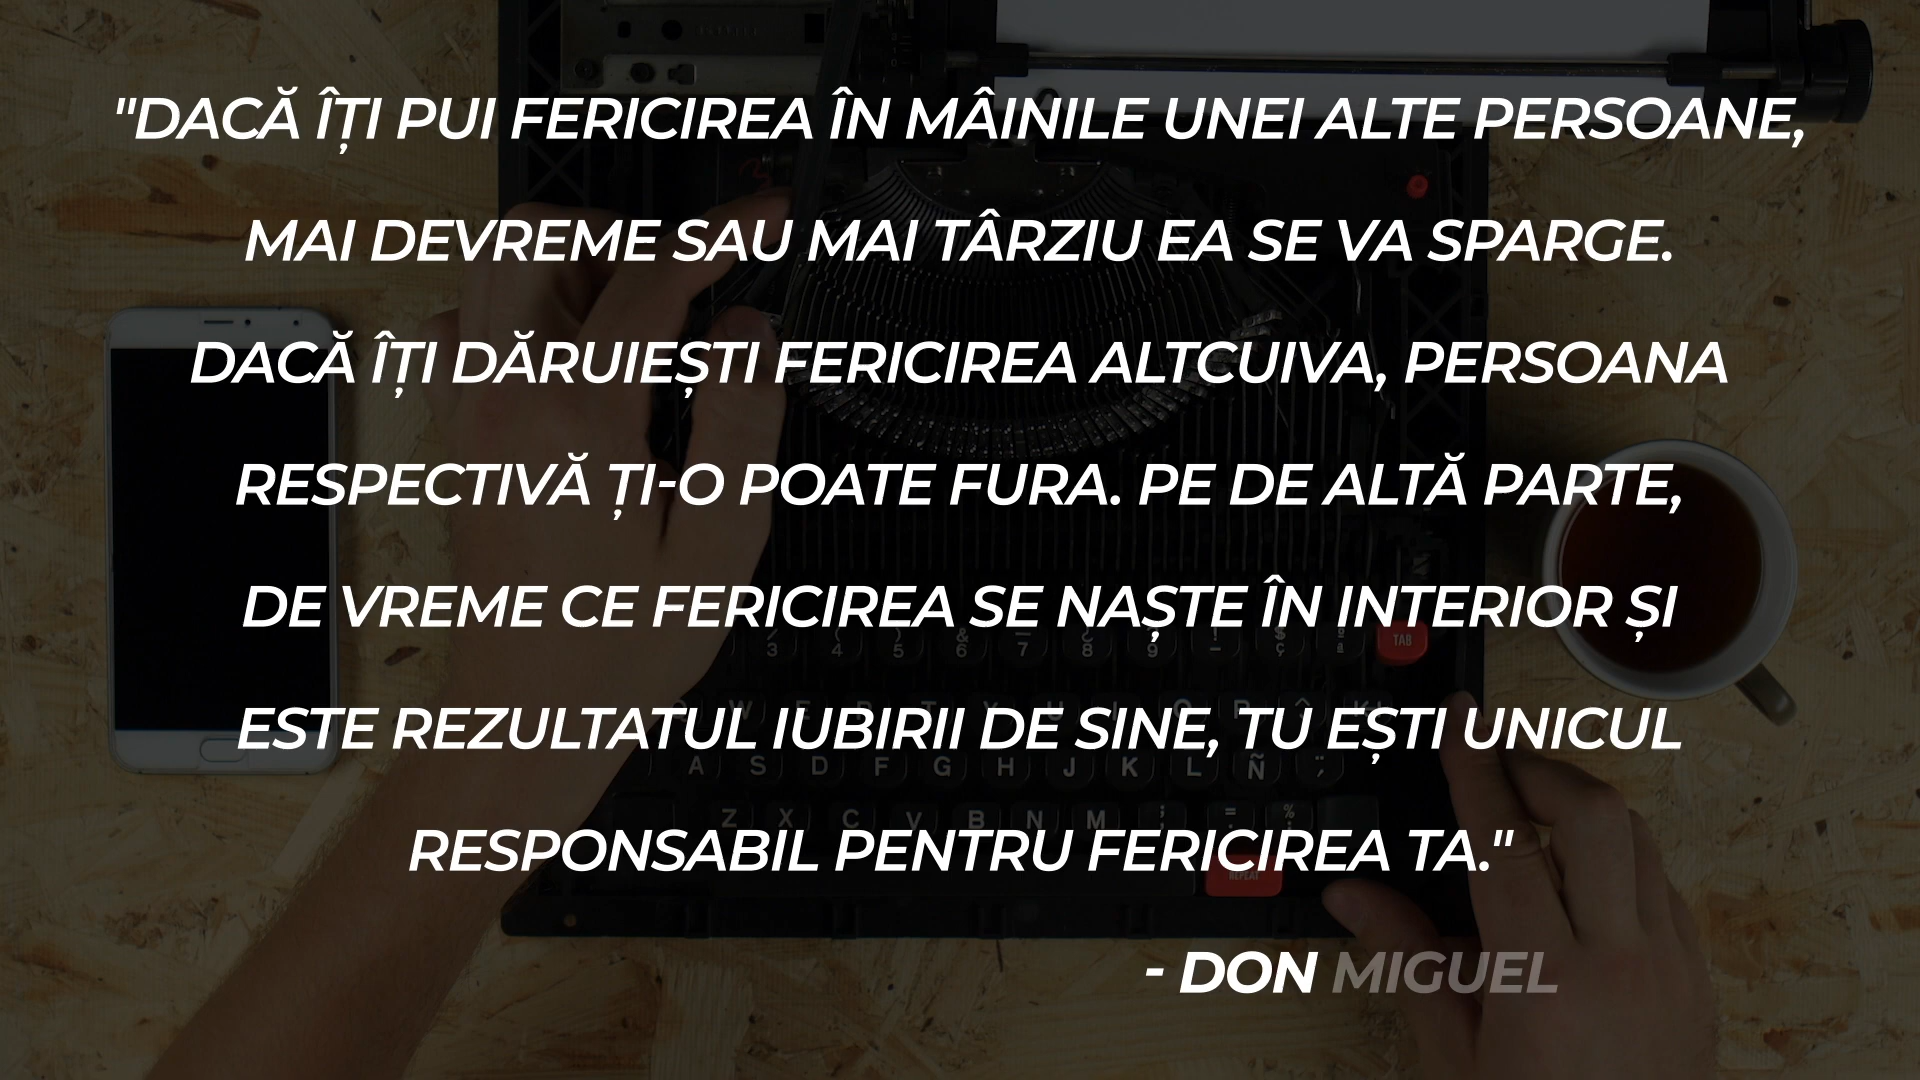 "DACĂ ÎȚI PUI FERICIREA ÎN MÂINILE UNEI ALTE PERSOANE,
MAI DEVREME SAU MAI TÂRZIU EA SE VA SPARGE.
DACĂ ÎȚI DĂRUIEȘTI FERICIREA ALTCUIVA, PERSOANA
RESPECTIVĂ ȚI-O POATE FURA. PE DE ALTĂ PARTE,
DE VREME CE FERICIREA SE NAȘTE ÎN INTERIOR ȘI
ESTE REZULTATUL IUBIRII DE SINE, TU EȘTI UNICUL
RESPONSABIL PENTRU FERICIREA TA."
- DON MIGUEL
TAB
A S D F G H J K L Ñ
Z X C V B N M
REPEAT